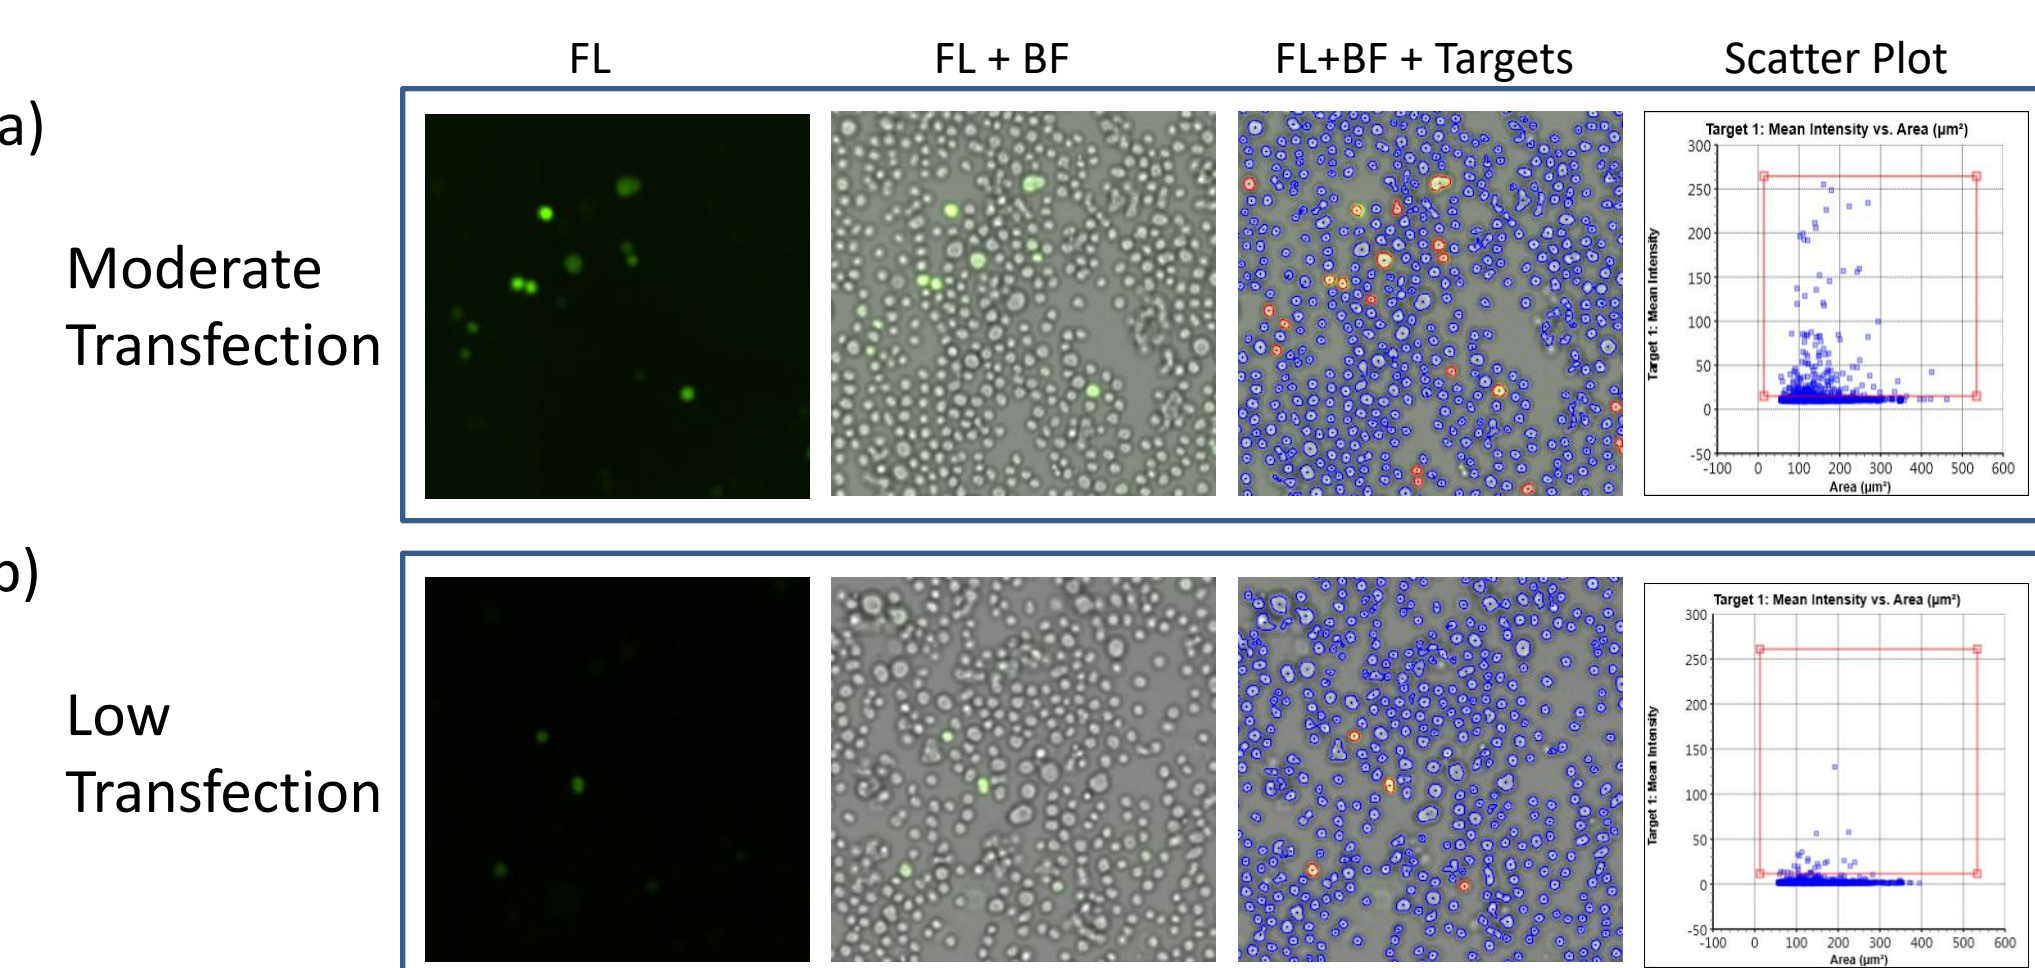 FL FL + BF FL+BF + Targets Scatter Plot
a)
Moderate
Transfection
Target 1: Mean Intensity vs. Area (µm²)
Target 1: Mean Intensity
300
250
200
150
100
50
0
-50
-100 0 100 200 300 400 500 600
Area (µm²)
b)
Low
Transfection
Target 1: Mean Intensity vs. Area (µm²)
Target 1: Mean Intensity
300
250
200
150
100
50
0
-50
-100 0 100 200 300 400 500 600
Area (µm²)